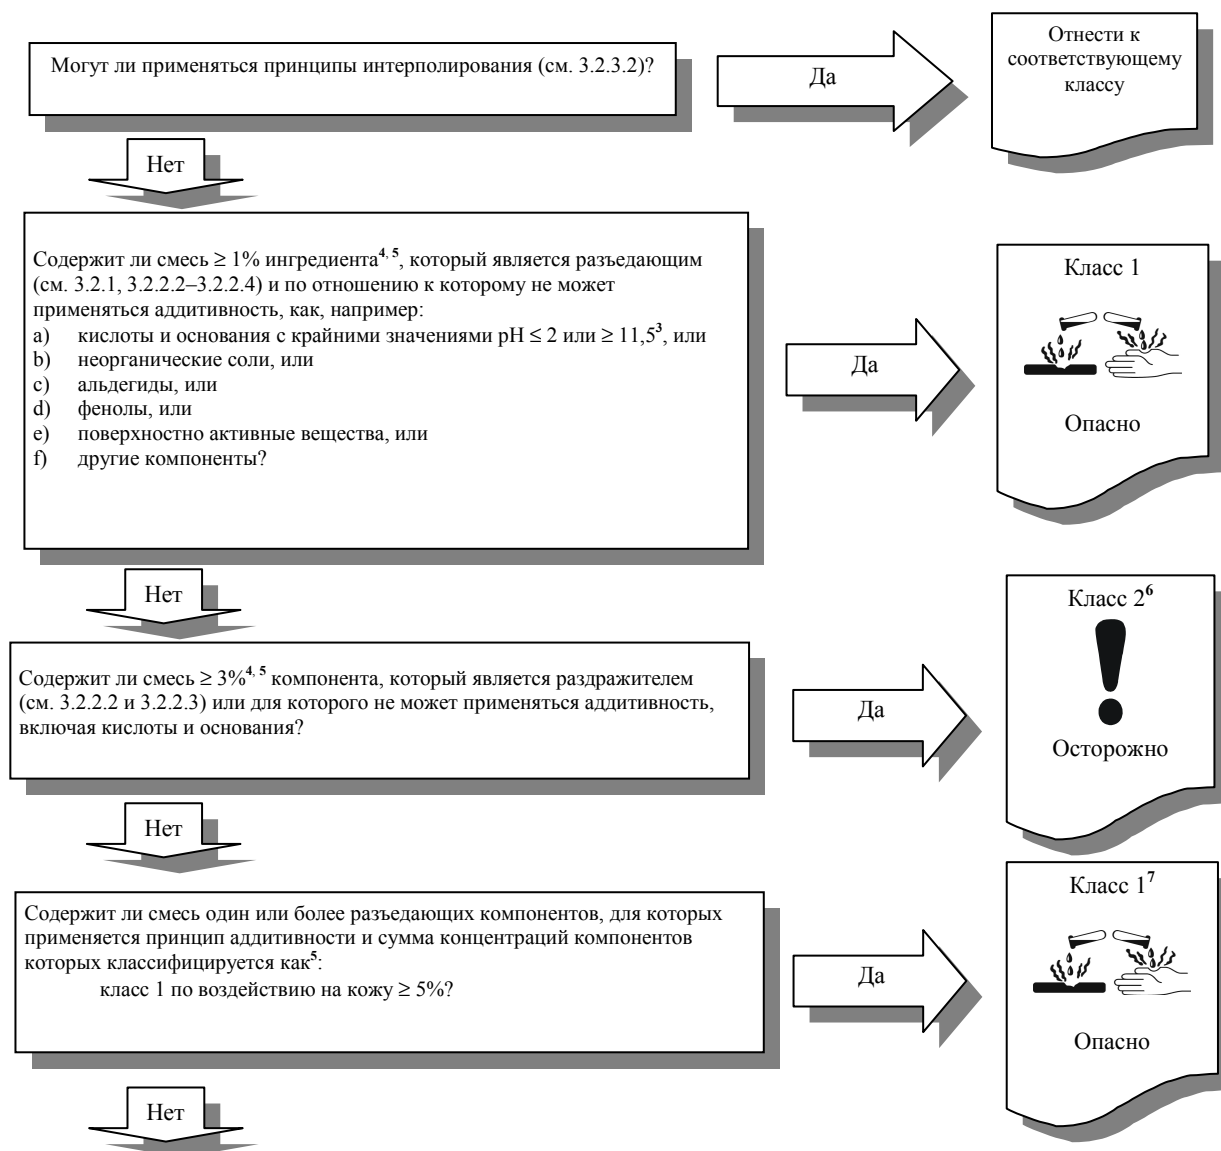 Могут ли применяться принципы интерполирования (см. 3.2.3.2)?
Да
Отнести к
соответствующему
классу
Нет
Содержит ли смесь ≥ 1% ингредиента4, 5, который является разъедающим
(см. 3.2.1, 3.2.2.2–3.2.2.4) и по отношению к которому не может
применяться аддитивность, как, например:
a) кислоты и основания с крайними значениями pH ≤ 2 или ≥ 11,53, или
b) неорганические соли, или
c) альдегиды, или
d) фенолы, или
e) поверхностно активные вещества, или
f) другие компоненты?
Да
Класс 1
Опасно
Нет
Содержит ли смесь ≥ 3%4, 5 компонента, который является раздражителем
(см. 3.2.2.2 и 3.2.2.3) или для которого не может применяться аддитивность,
включая кислоты и основания?
Да
Класс 26
Осторожно
Нет
Содержит ли смесь один или более разъедающих компонентов, для которых
применяется принцип аддитивности и сумма концентраций компонентов
которых классифицируется как5:
класс 1 по воздействию на кожу ≥ 5%?
Да
Класс 17
Опасно
Нет